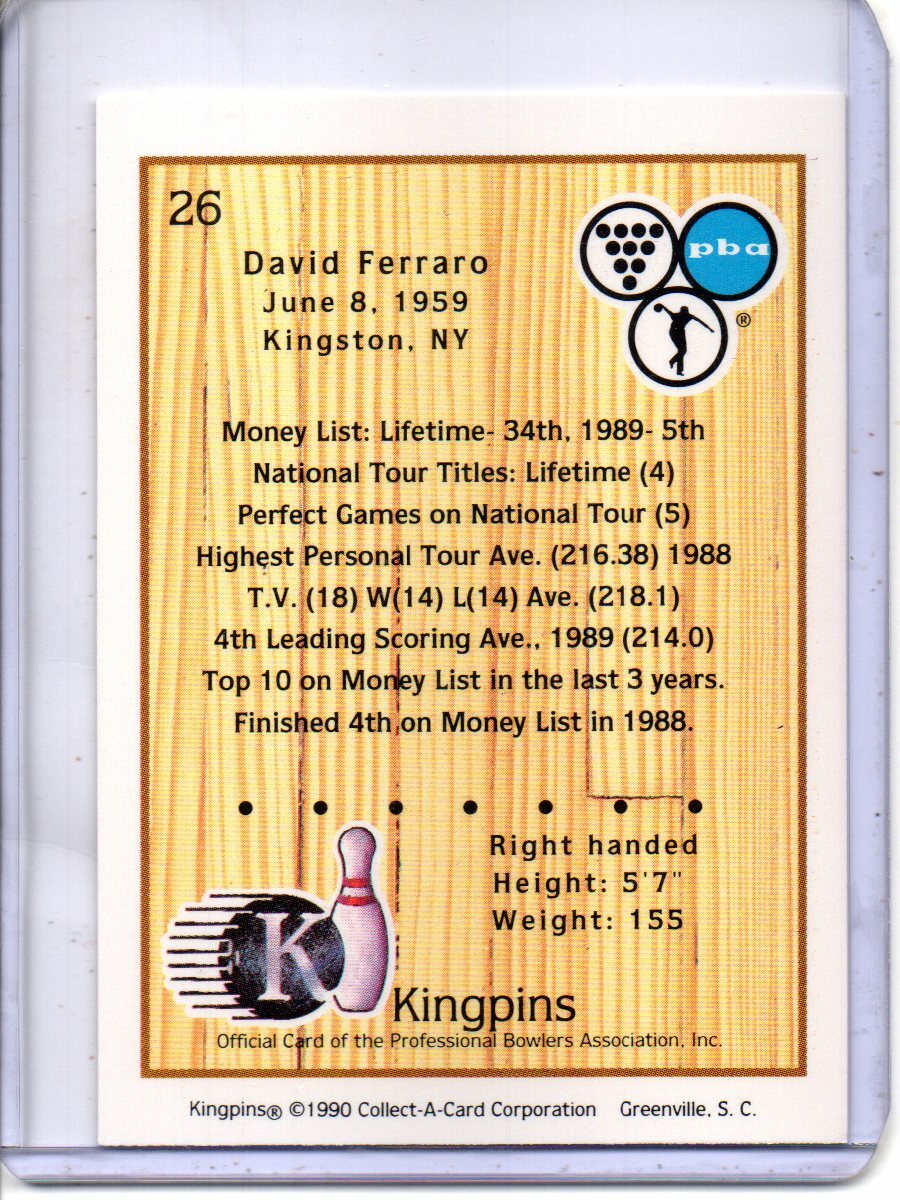 26
David Ferraro
June 8, 1959
Kingston, NY
pba
®
Money List: Lifetime- 34th, 1989- 5th
National Tour Titles: Lifetime (4)
Perfect Games on National Tour (5)
Highest Personal Tour Ave. (216.38) 1988
T.V. (18) W(14) L(14) Ave. (218.1)
4th Leading Scoring Ave., 1989 (214.0)
Top 10 on Money List in the last 3 years.
Finished 4th on Money List in 1988.
Right handed
Height: 5'7"
Weight: 155
K
Kingpins
Official Card of the Professional Bowlers Association, Inc.
Kingpins® ©1990 Collect-A-Card Corporation Greenville, S. C.